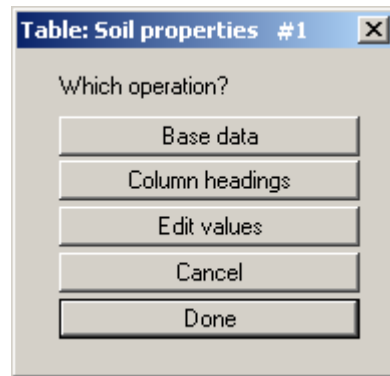 Table: Soil properties #1
Which operation?
Base data
Column headings
Edit values
Cancel
Done